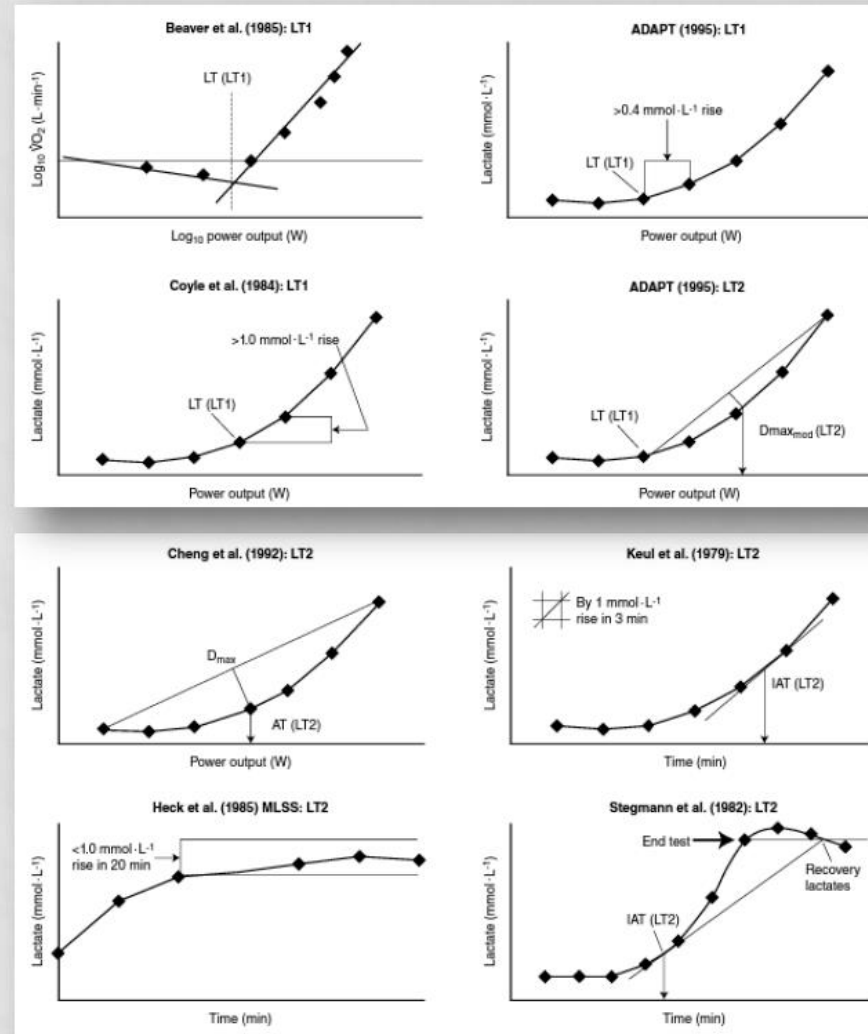 Beaver et al. (1985): LT1
Log10 V̇O2 (L·min-1)
LT (LT1)
Log10 power output (W)
ADAPT (1995): LT1
Lactate (mmol·L-1)
>0.4 mmol·L-1 rise
LT (LT1)
Power output (W)
Coyle et al. (1984): LT1
Lactate (mmol·L-1)
>1.0 mmol·L-1 rise
LT (LT1)
Power output (W)
ADAPT (1995): LT2
Lactate (mmol·L-1)
LT (LT1)
Dmaxmod (LT2)
Power output (W)
Cheng et al. (1992): LT2
Lactate (mmol·L-1)
Dmax
AT (LT2)
Power output (W)
Keul et al. (1979): LT2
Lactate (mmol·L-1)
By 1 mmol·L-1
rise in 3 min
IAT (LT2)
Time (min)
Heck et al. (1985) MLSS: LT2
Lactate (mmol·L-1)
<1.0 mmol·L-1
rise in 20 min
Time (min)
Stegmann et al. (1982): LT2
Lactate (mmol·L-1)
End test
Recovery
lactates
IAT (LT2)
Time (min)